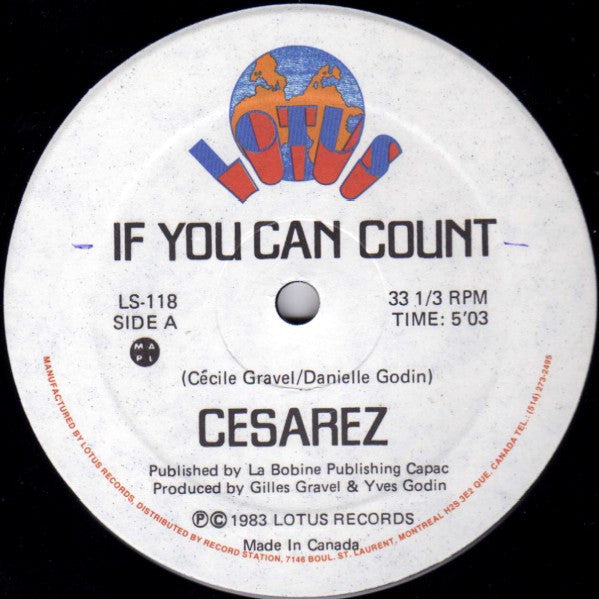 LOTUS
IF YOU CAN COUNT
LS-118
SIDE A
33 1/3 RPM
TIME: 5'03
M A
P L
(Cécile Gravel/Danielle Godin)
CESAREZ
Published by La Bobine Publishing Capac
Produced by Gilles Gravel & Yves Godin
Ⓟ© 1983 LOTUS RECORDS
Made In Canada
MANUFACTURED BY LOTUS RECORDS, DISTRIBUTED BY RECORD STATION, 7146 BOUL. ST. LAURENT, MONTREAL H2S 3E2 QUE. CANADA TEL.: (514) 273-2495